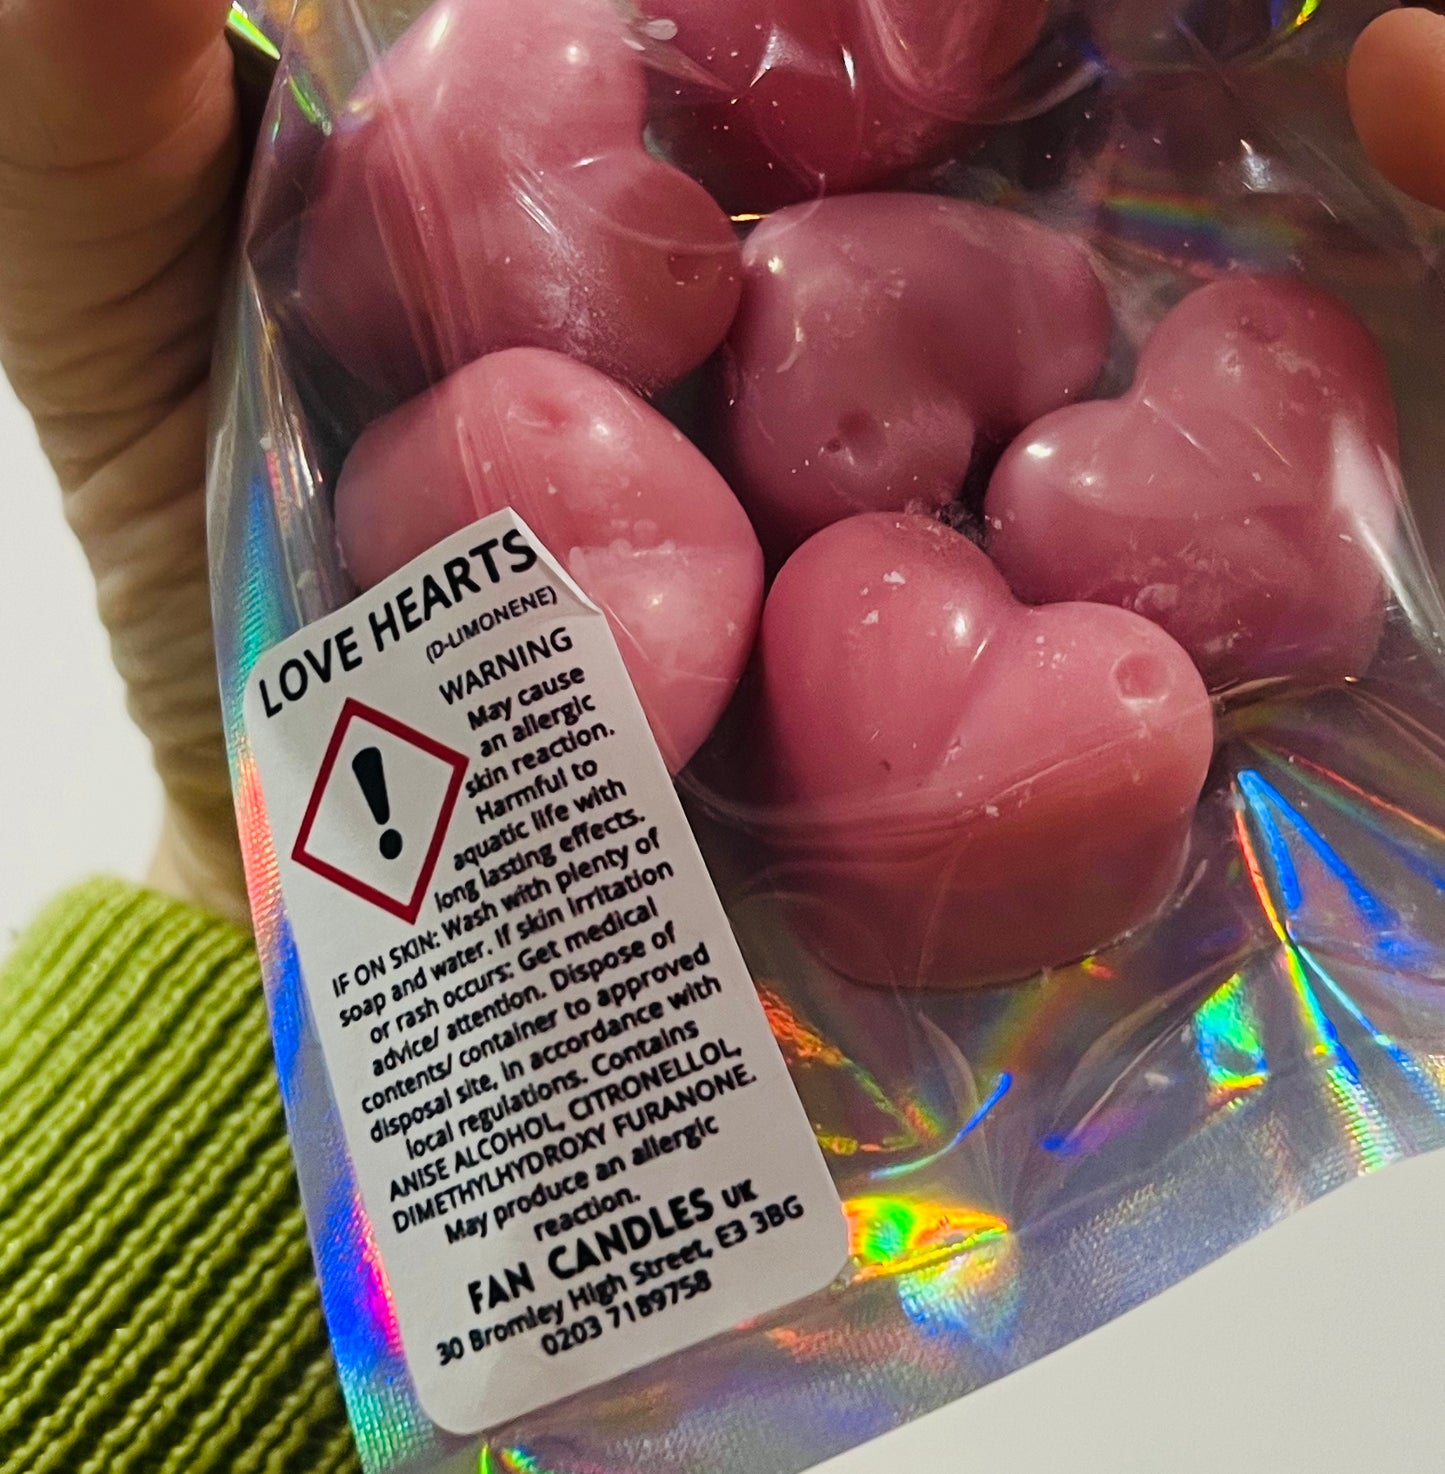 LOVE HEARTS
(D-LIMONENE)
WARNING
May cause
an allergic
skin reaction.
Harmful to
aquatic life with
long lasting effects.
IF ON SKIN: Wash with plenty of
soap and water. If skin irritation
or rash occurs: Get medical
advice/ attention. Dispose of
contents/ container to approved
disposal site, in accordance with
local regulations. Contains
ANISE ALCOHOL, CITRONELLOL,
DIMETHYLHYDROXY FURANONE.
May produce an allergic
reaction.
FAN CANDLES UK
30 Bromley High Street, E3 3BG
0203 7189758